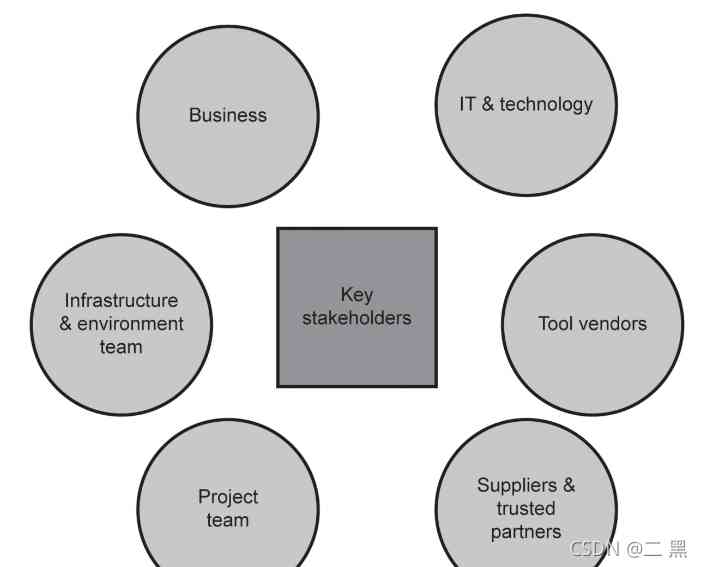 Business
IT & technology
Infrastructure
& environment
team
Key
stakeholders
Tool vendors
Project
team
Suppliers &
trusted
partners
CSDN @二 黑